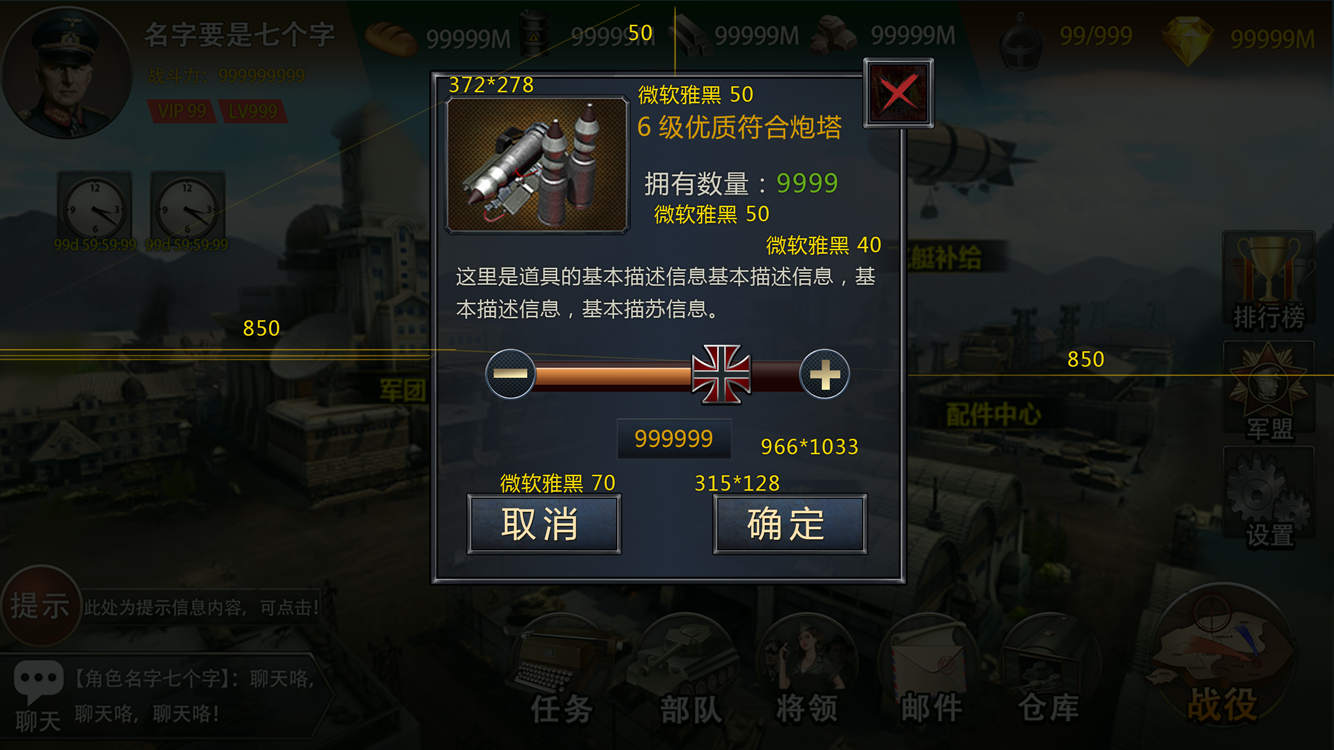 名字要是七个字
99999M
99999M
50
99999M
99999M
99/999
99999M
战斗力：999999999
VIP 99
LV999
372*278
微软雅黑 50
6 级优质符合炮塔
拥有数量：9999
微软雅黑 50
微软雅黑 40
99d 59:59:99
99d 59:59:99
艇补给
这里是道具的基本描述信息基本描述信息，基
本描述信息，基本描苏信息。
排行榜
850
850
军团
配件中心
军盟
999999
966*1033
微软雅黑 70
315*128
取消
确定
设置
提示
此处为提示信息内容，可点击!
【角色名字七个字】：聊天咯，
聊天咯，聊天咯!
聊天
任务
部队
将领
邮件
仓库
战役